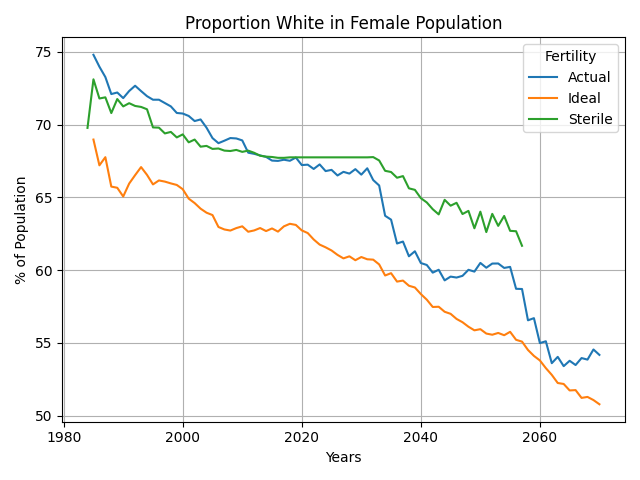 Proportion White in Female Population
% of Population
75
70
65
60
55
50
1980
2000
2020
2040
2060
Years
Fertility
Actual
Ideal
Sterile